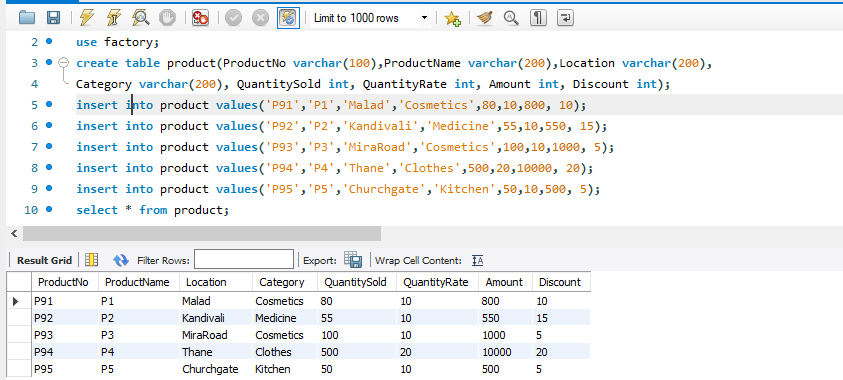 Limit to 1000 rows
2 use factory;
3 create table product(ProductNo varchar(100),ProductName varchar(200),Location varchar(200),
4 Category varchar(200), QuantitySold int, QuantityRate int, Amount int, Discount int);
5 insert into product values('P91','P1','Malad','Cosmetics',80,10,800, 10);
6 insert into product values('P92','P2','Kandivali','Medicine',55,10,550, 15);
7 insert into product values('P93','P3','MiraRoad','Cosmetics',100,10,1000, 5);
8 insert into product values('P94','P4','Thane','Clothes',500,20,10000, 20);
9 insert into product values('P95','P5','Churchgate','Kitchen',50,10,500, 5);
10 select * from product;
Result Grid Filter Rows: Export: Wrap Cell Content: IA
ProductNo ProductName Location Category QuantitySold QuantityRate Amount Discount
P91 P1 Malad Cosmetics 80 10 800 10
P92 P2 Kandivali Medicine 55 10 550 15
P93 P3 MiraRoad Cosmetics 100 10 1000 5
P94 P4 Thane Clothes 500 20 10000 20
P95 P5 Churchgate Kitchen 50 10 500 5